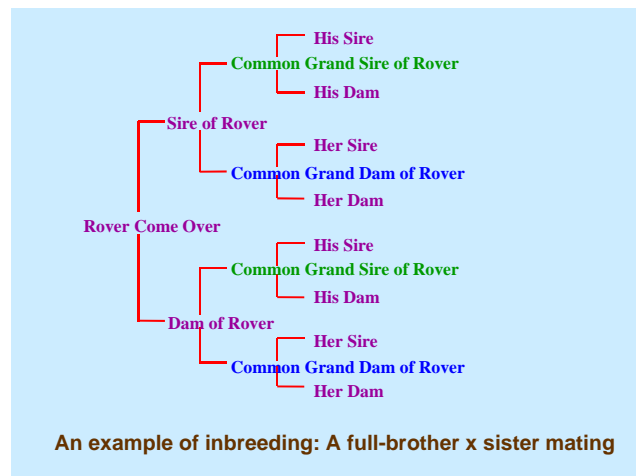 His Sire
Common Grand Sire of Rover
His Dam
Sire of Rover
Her Sire
Common Grand Dam of Rover
Her Dam
Rover Come Over
His Sire
Common Grand Sire of Rover
His Dam
Dam of Rover
Her Sire
Common Grand Dam of Rover
Her Dam
An example of inbreeding: A full-brother x sister mating